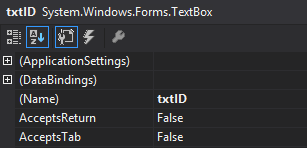 txtID System.Windows.Forms.TextBox
(ApplicationSettings)
(DataBindings)
(Name) txtID
AcceptsReturn False
AcceptsTab False